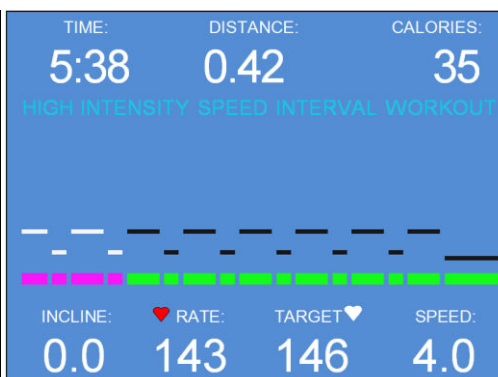 TIME: DISTANCE: CALORIES:
5:38 0.42 35
HIGH INTENSITY SPEED INTERVAL WORKOUT
INCLINE: RATE: TARGET SPEED:
0.0 143 146 4.0